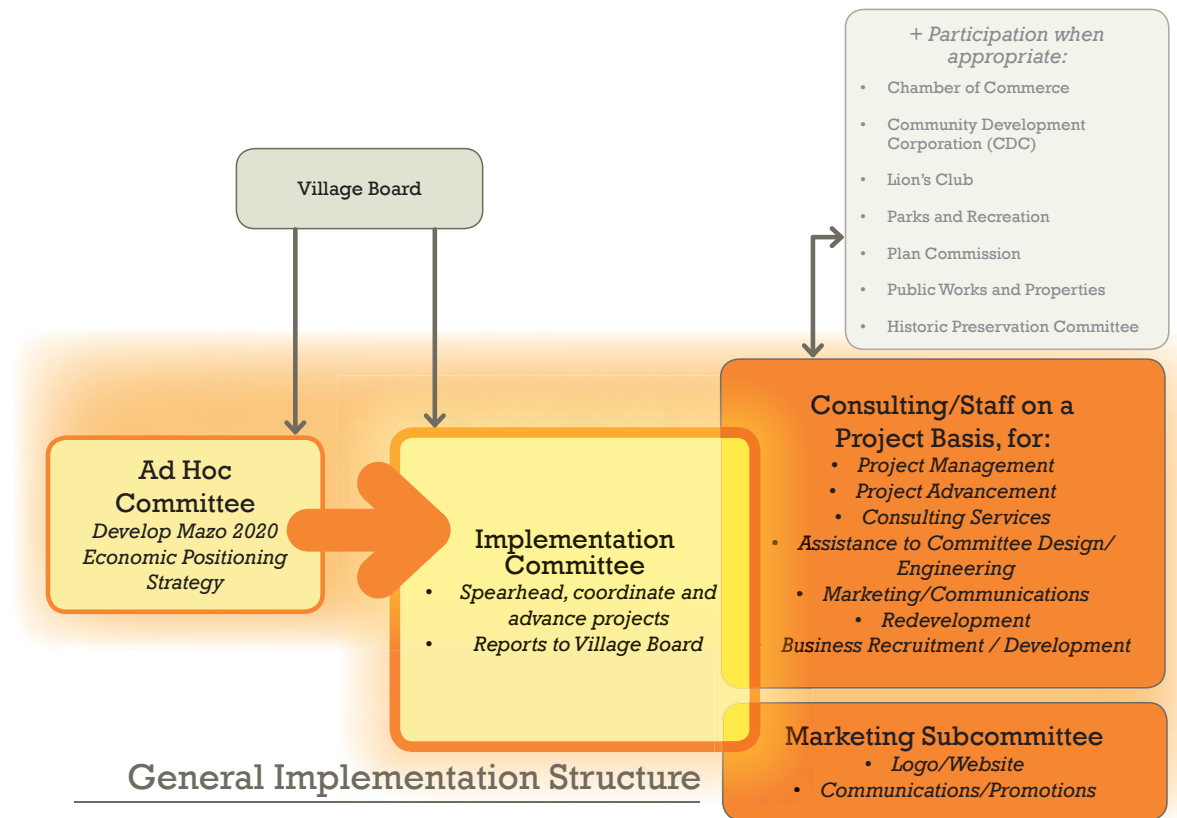 + Participation when
appropriate:
• Chamber of Commerce
• Community Development
Corporation (CDC)
• Lion's Club
• Parks and Recreation
• Plan Commission
• Public Works and Properties
• Historic Preservation Committee
Village Board
Ad Hoc
Committee
Develop Mazo 2020
Economic Positioning
Strategy
Implementation
Committee
• Spearhead, coordinate and
advance projects
• Reports to Village Board
Consulting/Staff on a
Project Basis, for:
• Project Management
• Project Advancement
• Consulting Services
• Assistance to Committee Design/
Engineering
• Marketing/Communications
• Redevelopment
• Business Recruitment / Development
Marketing Subcommittee
• Logo/Website
• Communications/Promotions
General Implementation Structure